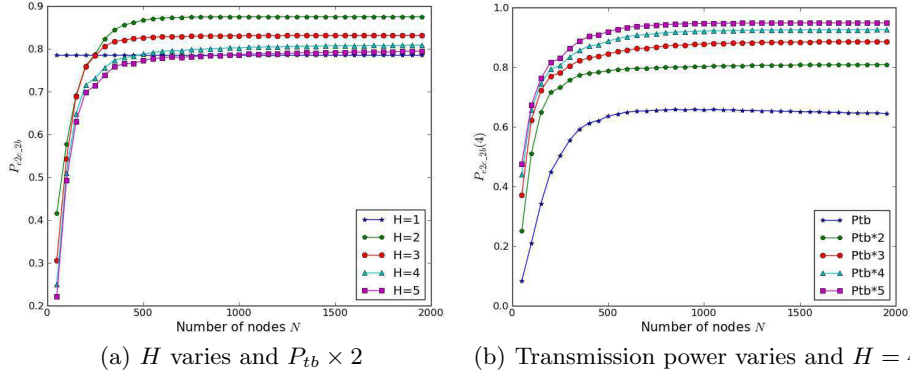 0.9
0.8
0.7
0.6
0.5
0.4
0.3
0.2
0
500
1000
1500
2000
P_{e2e_2b}
Number of nodes N
H=1
H=2
H=3
H=4
H=5
1.0
0.8
0.6
0.4
0.2
0.0
0
500
1000
1500
2000
P_{e2e_2b}(4)
Number of nodes N
Ptb
Ptb*2
Ptb*3
Ptb*4
Ptb*5
(a) H varies and P_{tb} × 2
(b) Transmission power varies and H = 4